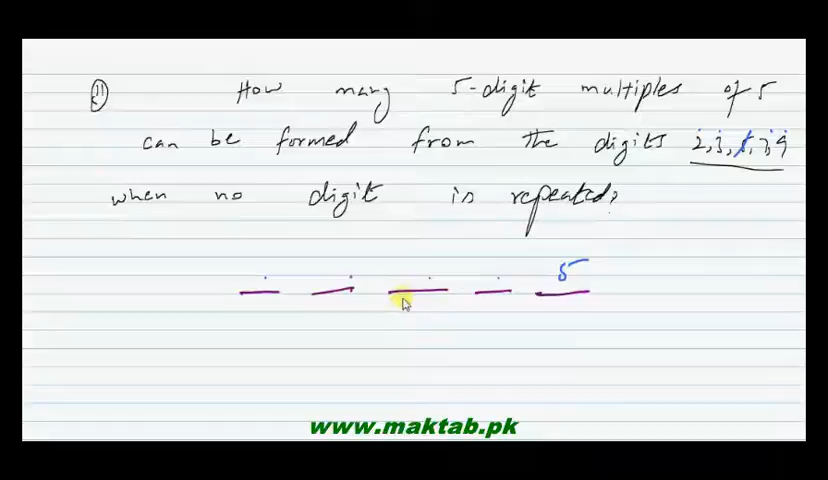 11
How many 5-digit multiples of 5
can be formed from the digits 2,3,5,7,9
when no digit is repeated?
5
www.maktab.pk